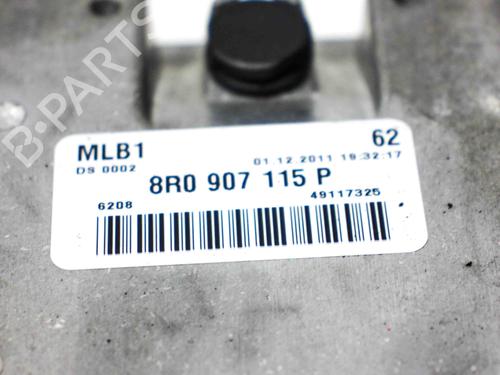 B-PARTS
MLB1 62
DS 0002 01.12.2011 19:32:17
8R0 907 115 P
6208 49117325